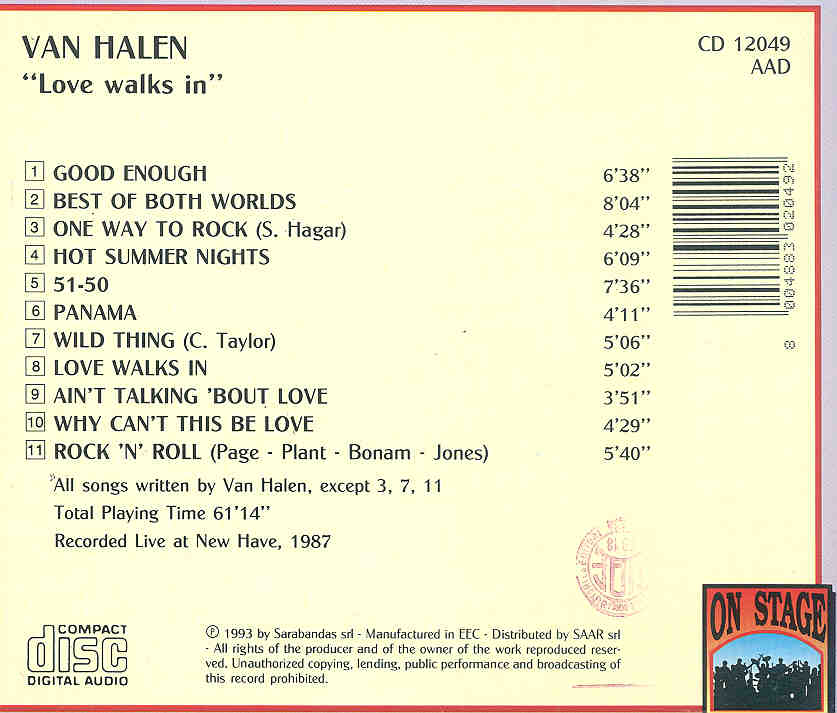 VAN HALEN
"Love walks in"
CD 12049
AAD
1 GOOD ENOUGH 6'38"
2 BEST OF BOTH WORLDS 8'04"
3 ONE WAY TO ROCK (S. Hagar) 4'28"
4 HOT SUMMER NIGHTS 6'09"
5 51-50 7'36"
6 PANAMA 4'11"
7 WILD THING (C. Taylor) 5'06"
8 LOVE WALKS IN 5'02"
9 AIN'T TALKING 'BOUT LOVE 3'51"
10 WHY CAN'T THIS BE LOVE 4'29"
11 ROCK 'N' ROLL (Page - Plant - Bonam - Jones) 5'40"
All songs written by Van Halen, except 3, 7, 11
Total Playing Time 61'14"
Recorded Live at New Have, 1987
8 004883 020492
COMPACT
disc
DIGITAL AUDIO
℗ 1993 by Sarabandas srl - Manufactured in EEC - Distributed by SAAR srl
- All rights of the producer and of the owner of the work reproduced reser-
ved. Unauthorized copying, lending, public performance and broadcasting of
this record prohibited.
ON STAGE